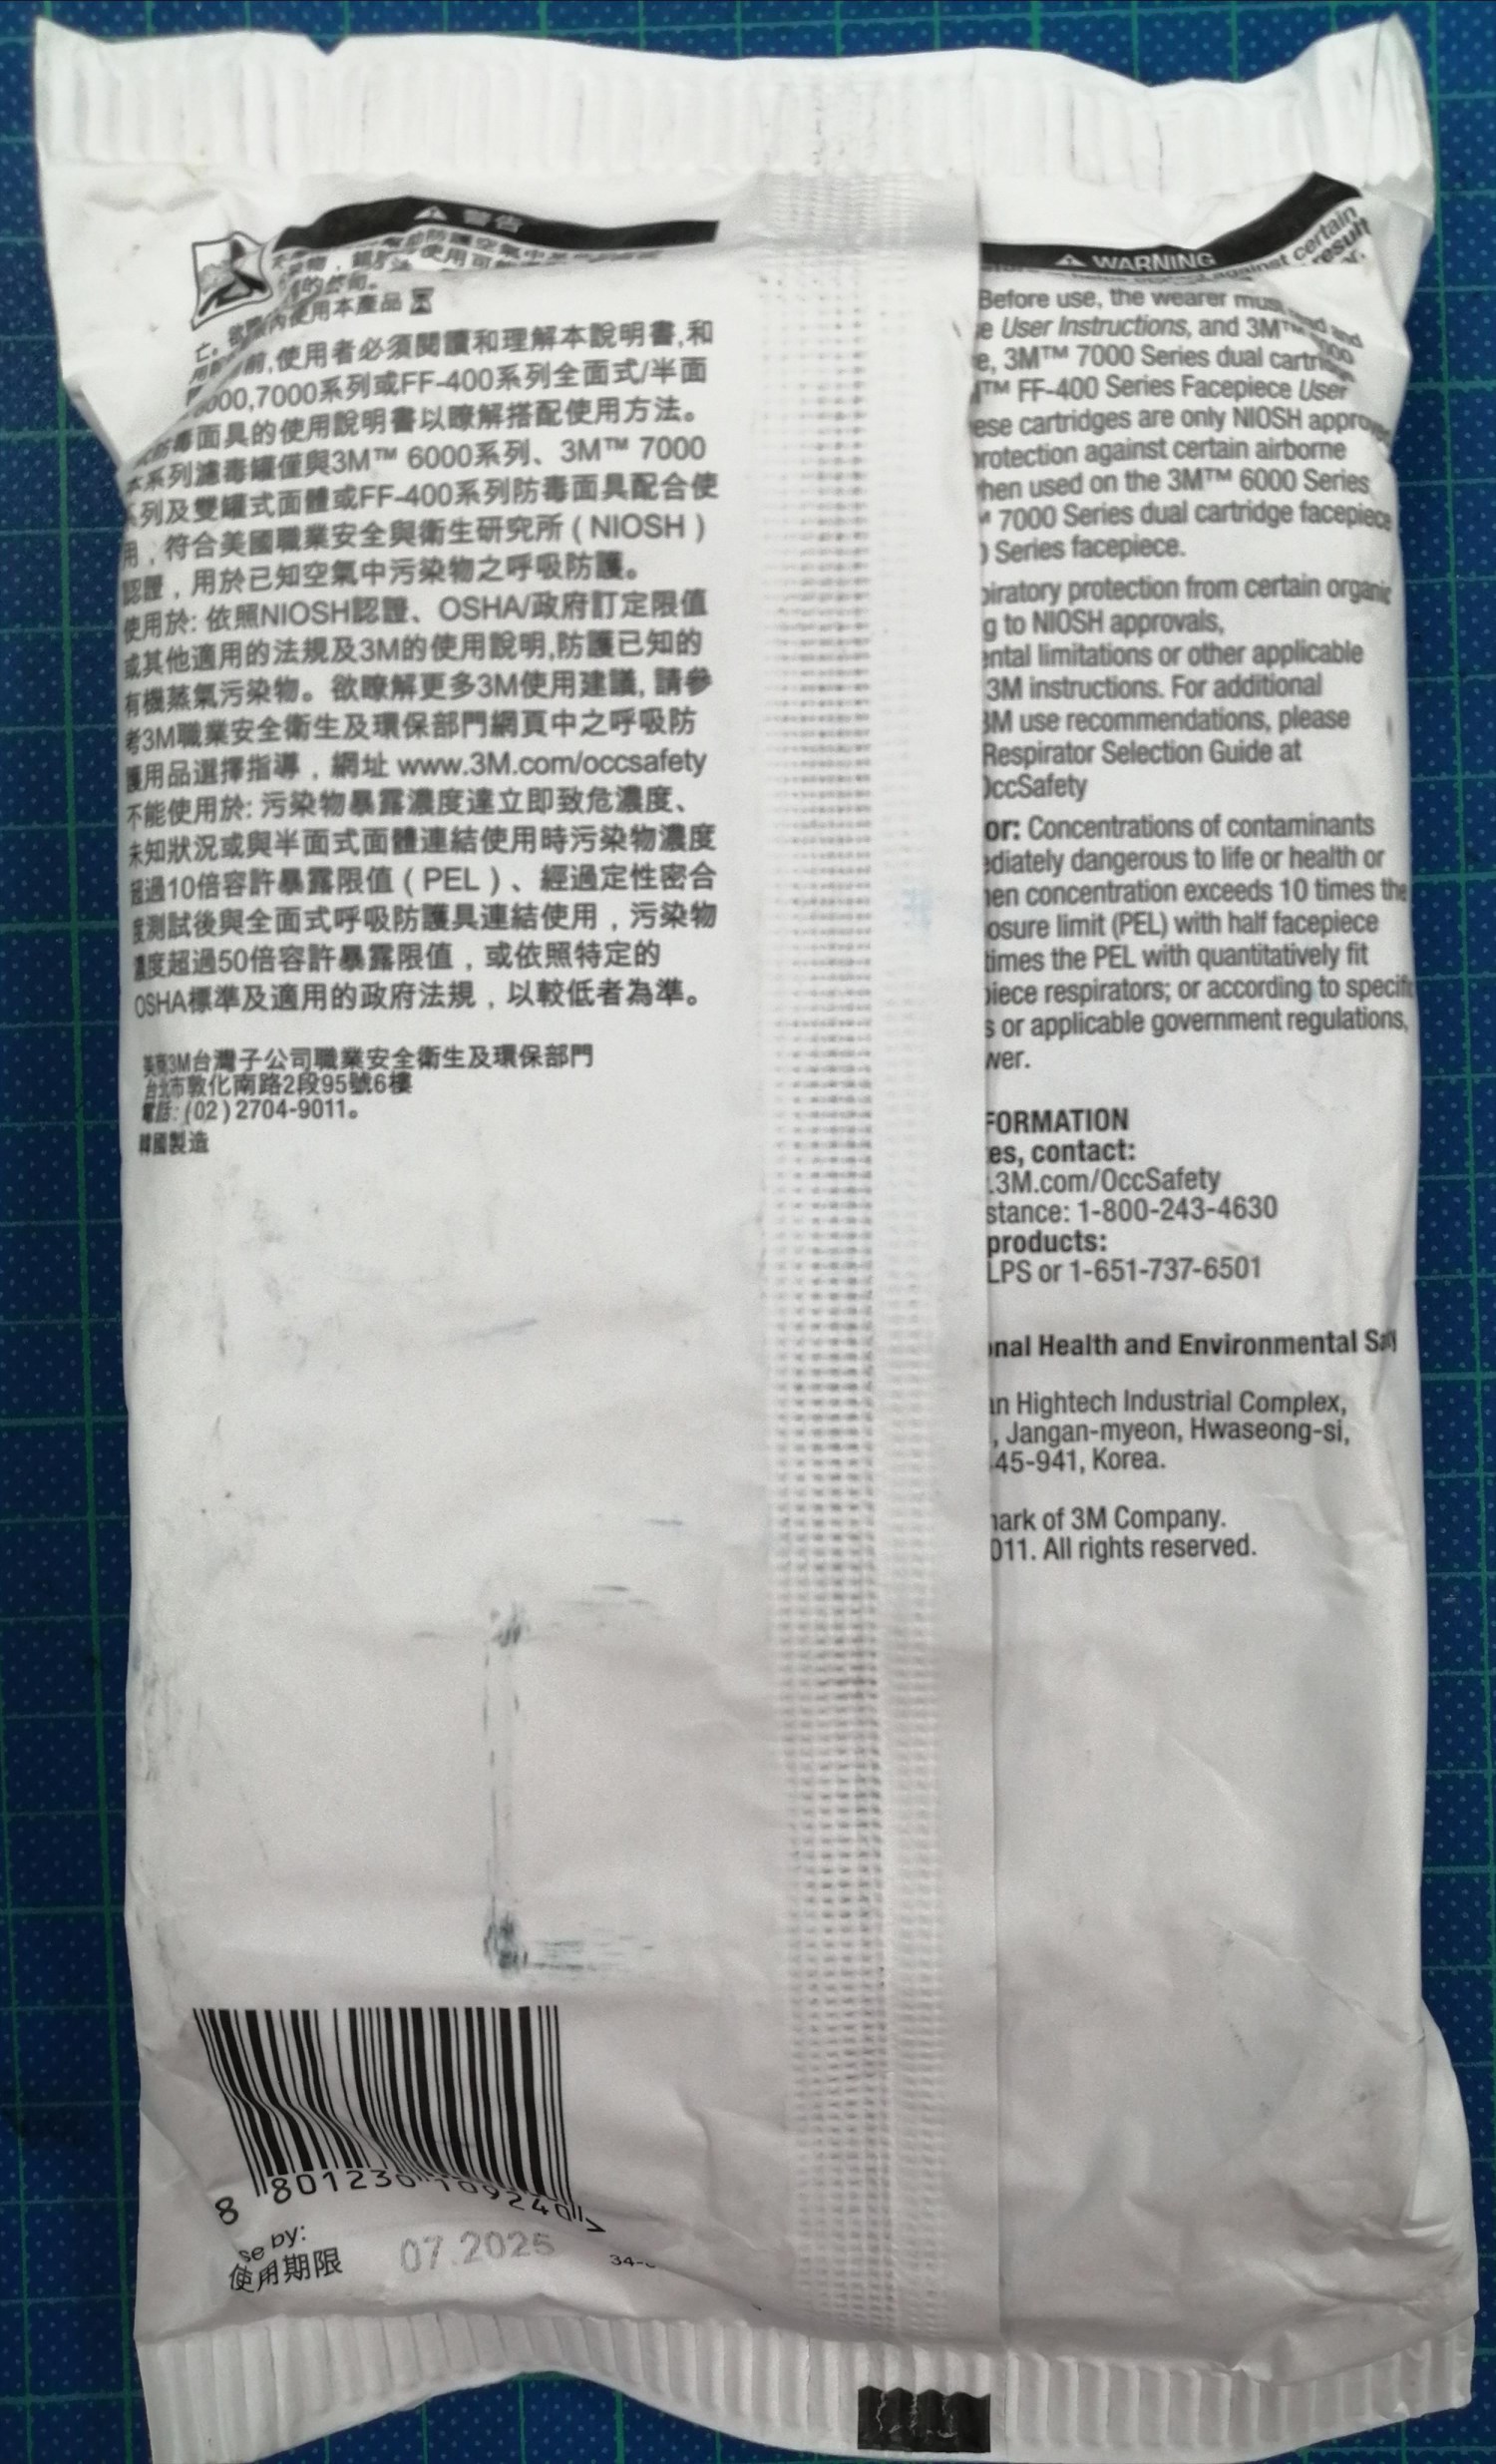 警告
使用本產品
前,使用者必須閱讀和理解本說明書,和
000,7000系列或FF-400系列全面式/半面
防毒面具的使用說明書以瞭解搭配使用方法。
本系列濾毒罐僅與3M™ 6000系列、3M™ 7000
系列及雙罐式面體或FF-400系列防毒面具配合使
用，符合美國職業安全與衛生研究所（NIOSH）
認證，用於已知空氣中污染物之呼吸防護。
使用於: 依照NIOSH認證、OSHA/政府訂定限值
或其他適用的法規及3M的使用說明,防護已知的
有機蒸氣污染物。欲瞭解更多3M使用建議, 請參
考3M職業安全衛生及環保部門網頁中之呼吸防
護用品選擇指導，網址 www.3M.com/occsafety
不能使用於: 污染物暴露濃度達立即致危濃度、
未知狀況或與半面式面體連結使用時污染物濃度
超過10倍容許暴露限值（PEL）、經過定性密合
度測試後與全面式呼吸防護具連結使用，污染物
濃度超過50倍容許暴露限值，或依照特定的
OSHA標準及適用的政府法規，以較低者為準。
美商3M台灣子公司職業安全衛生及環保部門
台北市敦化南路2段95號6樓
電話: (02) 2704-9011。
韓國製造
8 801230 109240 >
se by:
使用期限 07.2025
34-
WARNING
against certain
result
Before use, the wearer must read and
e User Instructions, and 3M™
e, 3M™ 7000 Series dual cartridge
™ FF-400 Series Facepiece User
ese cartridges are only NIOSH approved
protection against certain airborne
hen used on the 3M™ 6000 Series
7000 Series dual cartridge facepiece
) Series facepiece.
piratory protection from certain organic
g to NIOSH approvals,
ental limitations or other applicable
3M instructions. For additional
3M use recommendations, please
Respirator Selection Guide at
OccSafety
or: Concentrations of contaminants
ediately dangerous to life or health or
hen concentration exceeds 10 times the
osure limit (PEL) with half facepiece
times the PEL with quantitatively fit
piece respirators; or according to specific
s or applicable government regulations,
wer.
FORMATION
es, contact:
.3M.com/OccSafety
stance: 1-800-243-4630
products:
LPS or 1-651-737-6501
onal Health and Environmental Safety
an Hightech Industrial Complex,
, Jangan-myeon, Hwaseong-si,
45-941, Korea.
mark of 3M Company.
011. All rights reserved.